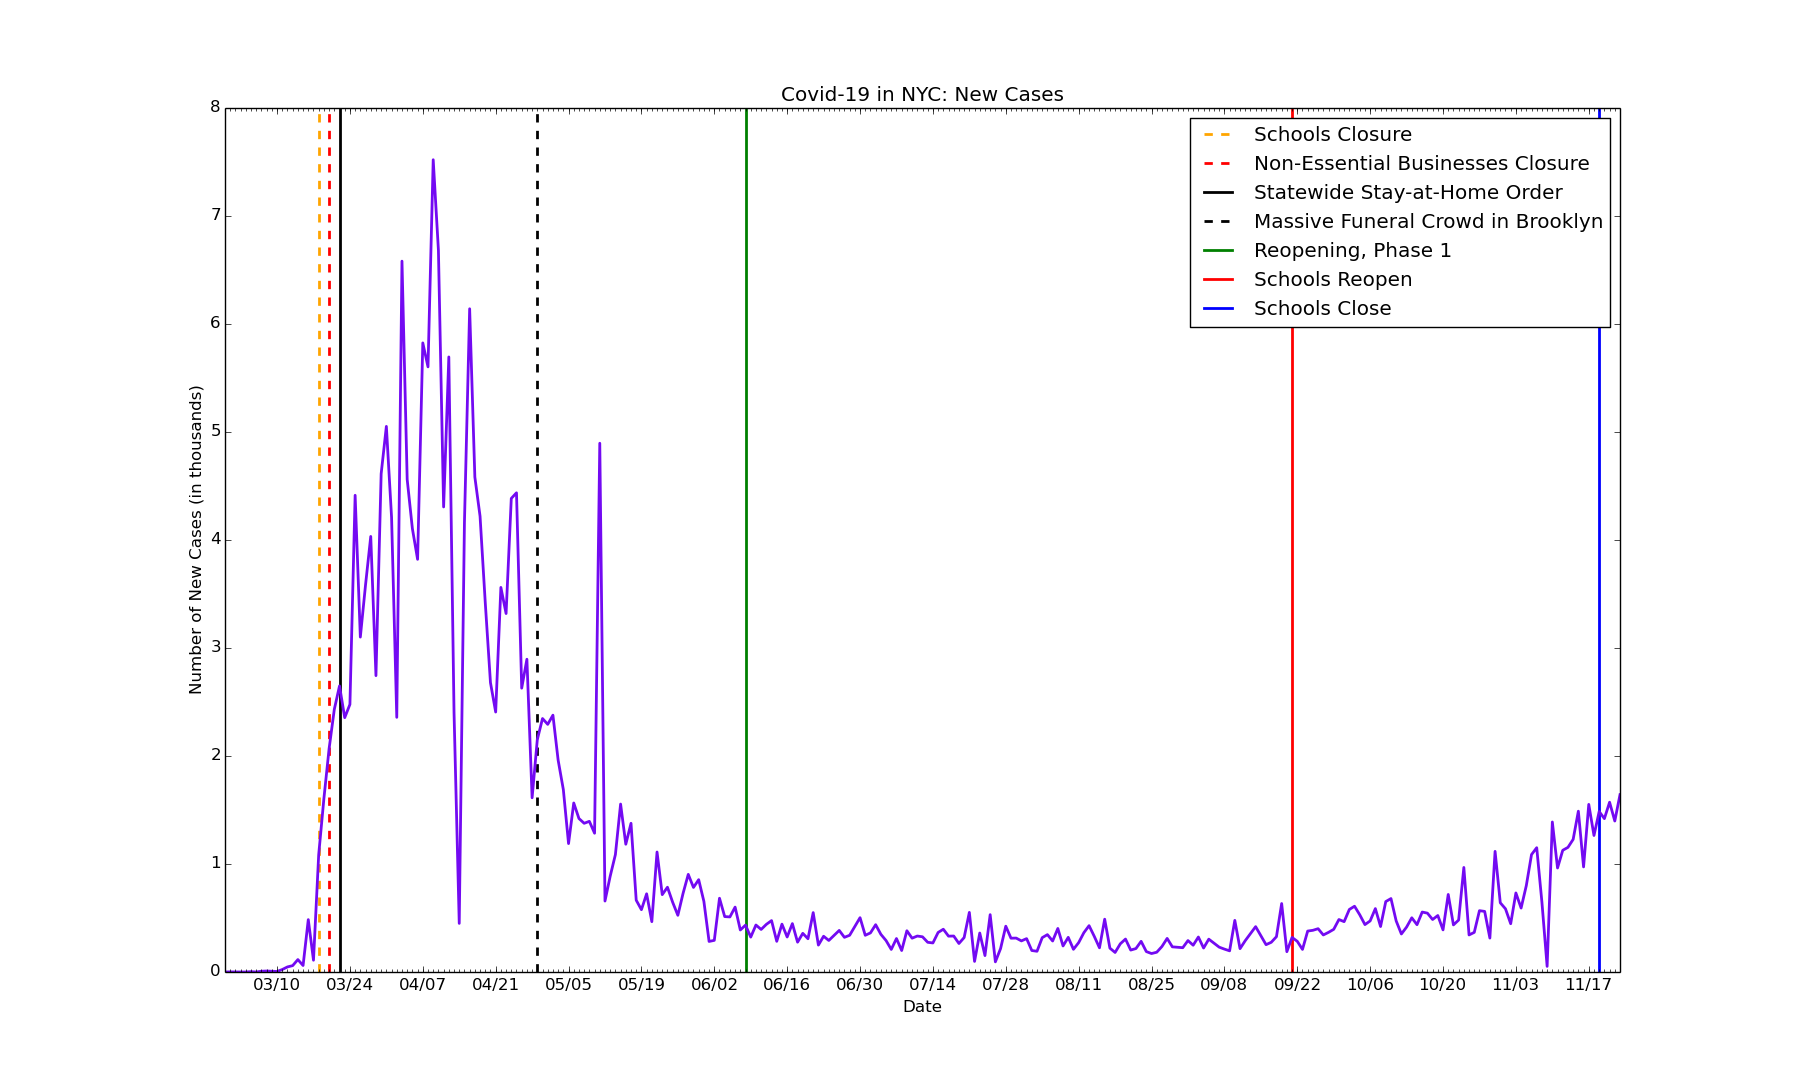 Covid-19 in NYC: New Cases
8
7
6
5
4
3
2
1
0
Number of New Cases (in thousands)
Schools Closure
Non-Essential Businesses Closure
Statewide Stay-at-Home Order
Massive Funeral Crowd in Brooklyn
Reopening, Phase 1
Schools Reopen
Schools Close
03/10 03/24 04/07 04/21 05/05 05/19 06/02 06/16 06/30 07/14 07/28 08/11 08/25 09/08 09/22 10/06 10/20 11/03 11/17
Date